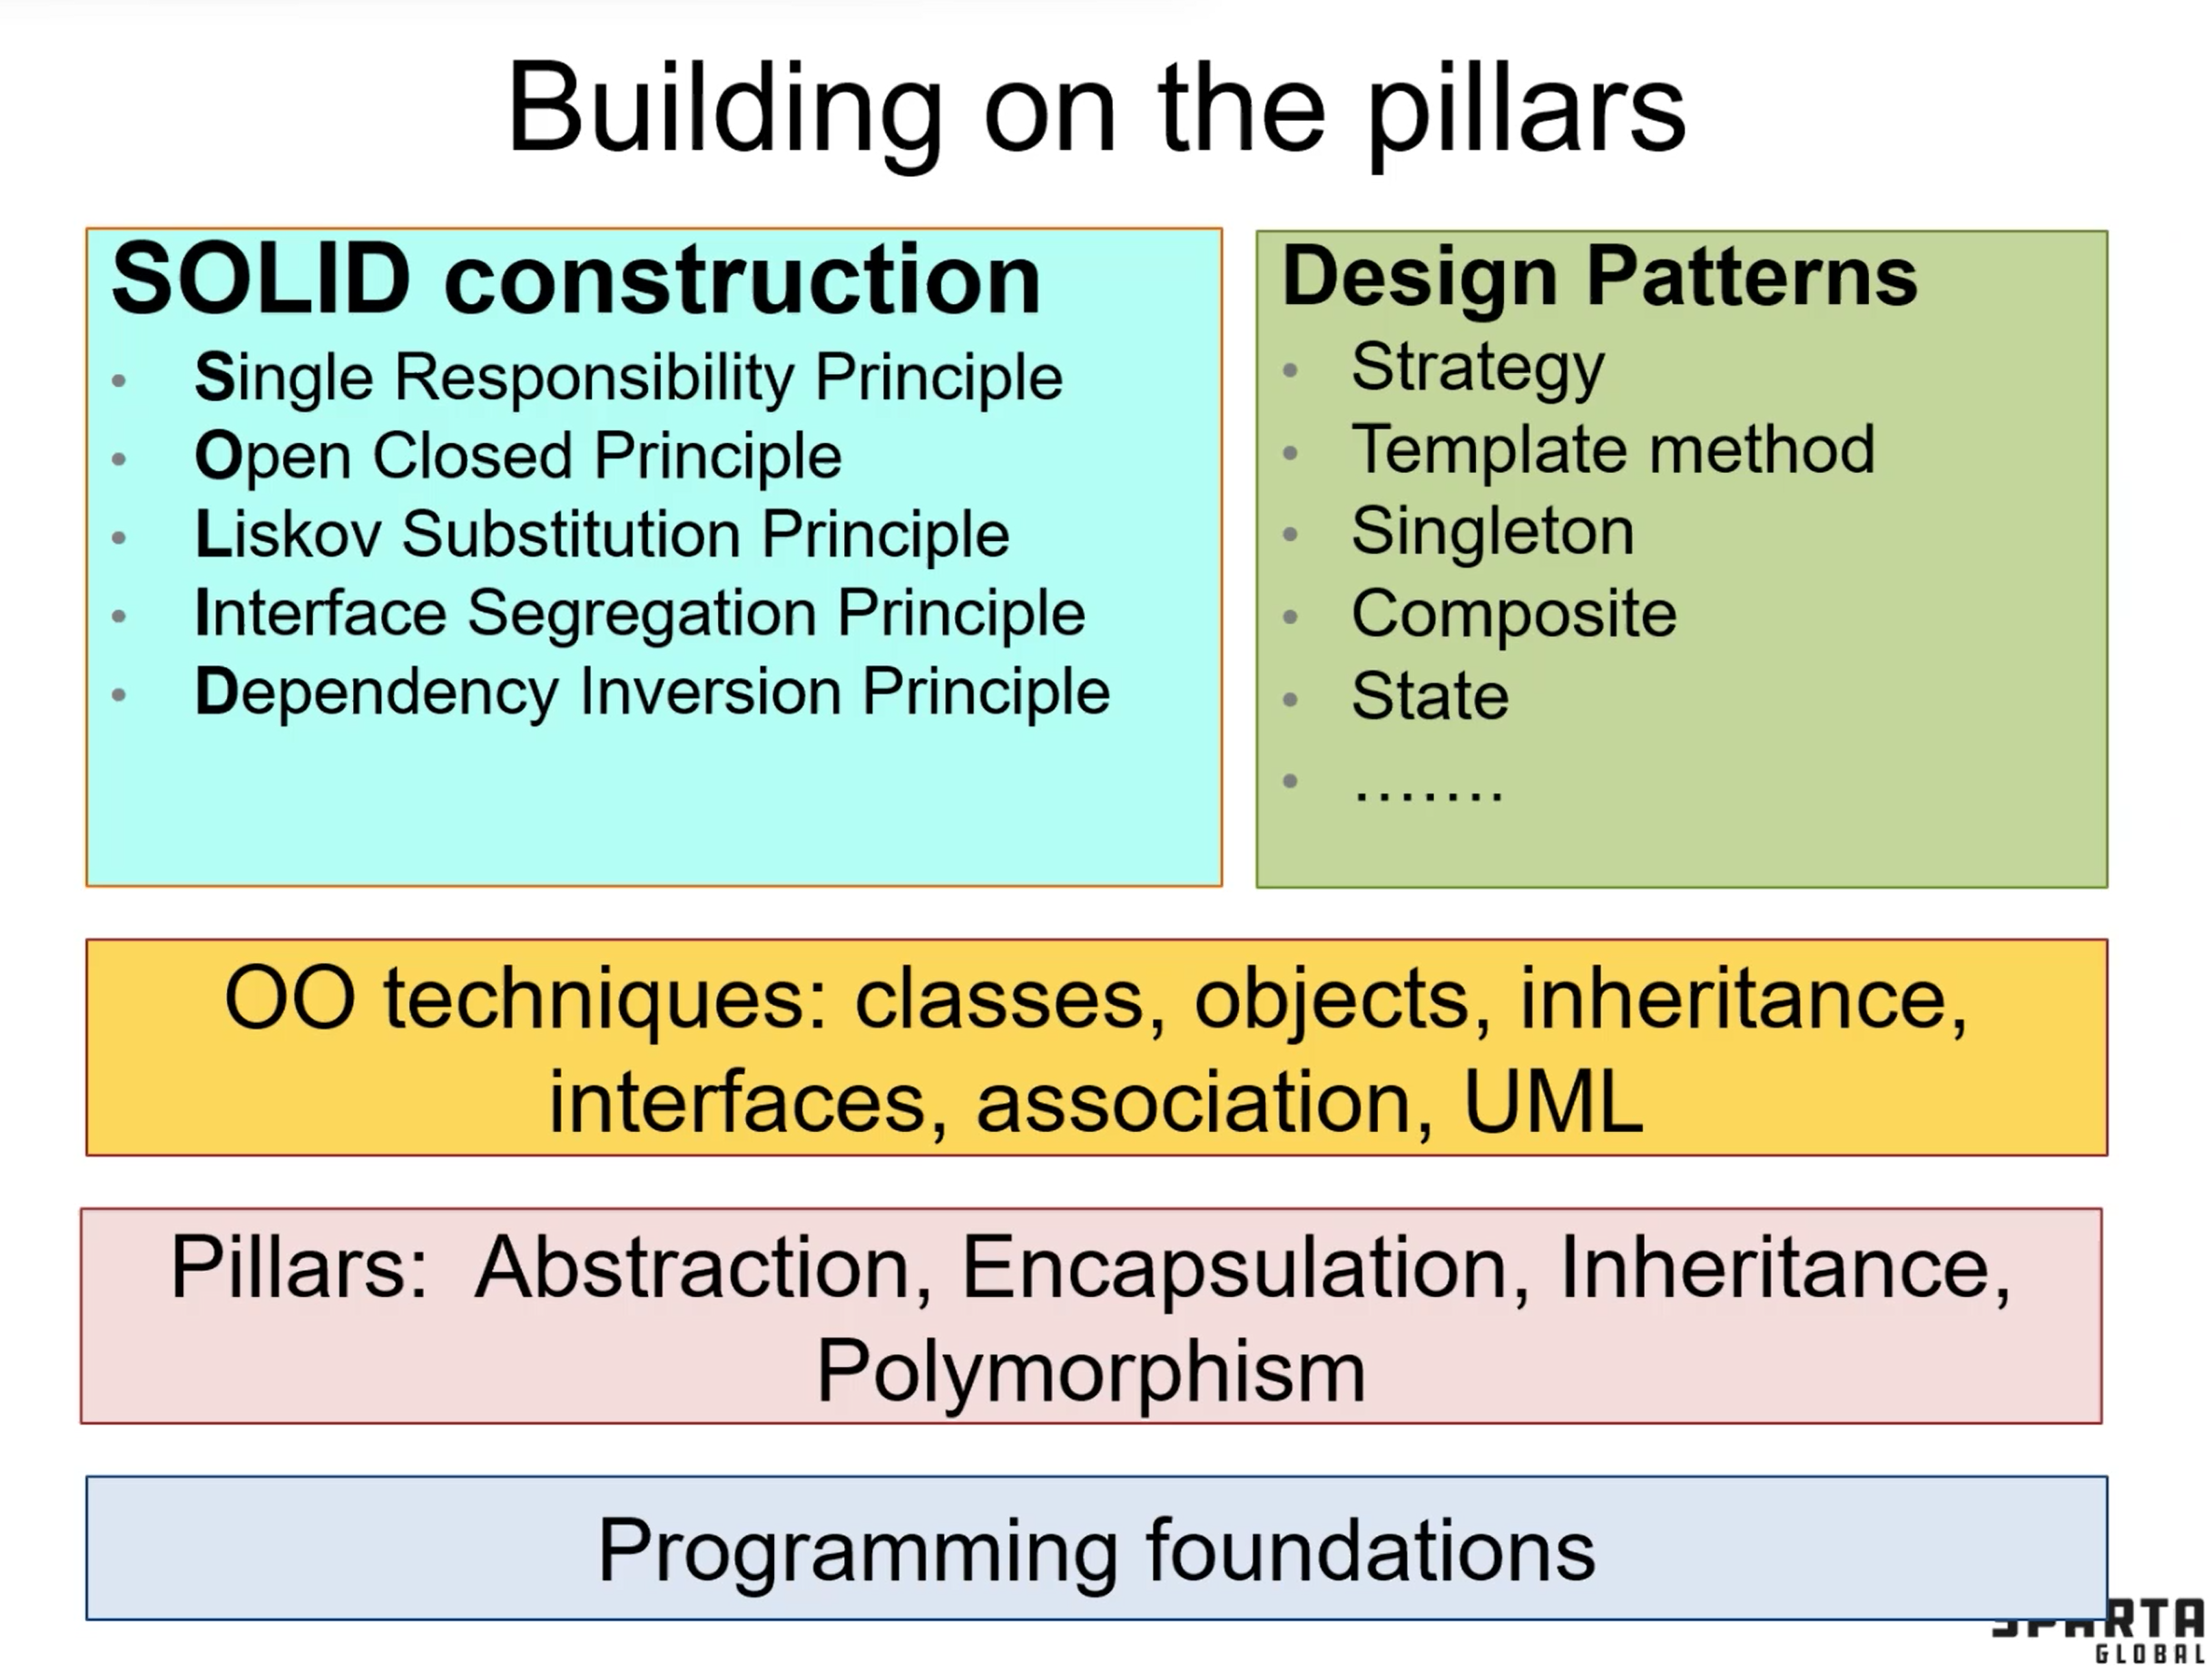 Building on the pillars
SOLID construction
• Single Responsibility Principle
• Open Closed Principle
• Liskov Substitution Principle
• Interface Segregation Principle
• Dependency Inversion Principle
Design Patterns
• Strategy
• Template method
• Singleton
• Composite
• State
• .......
OO techniques: classes, objects, inheritance,
interfaces, association, UML
Pillars:  Abstraction, Encapsulation, Inheritance,
Polymorphism
Programming foundations
SPARTA
GLOBAL